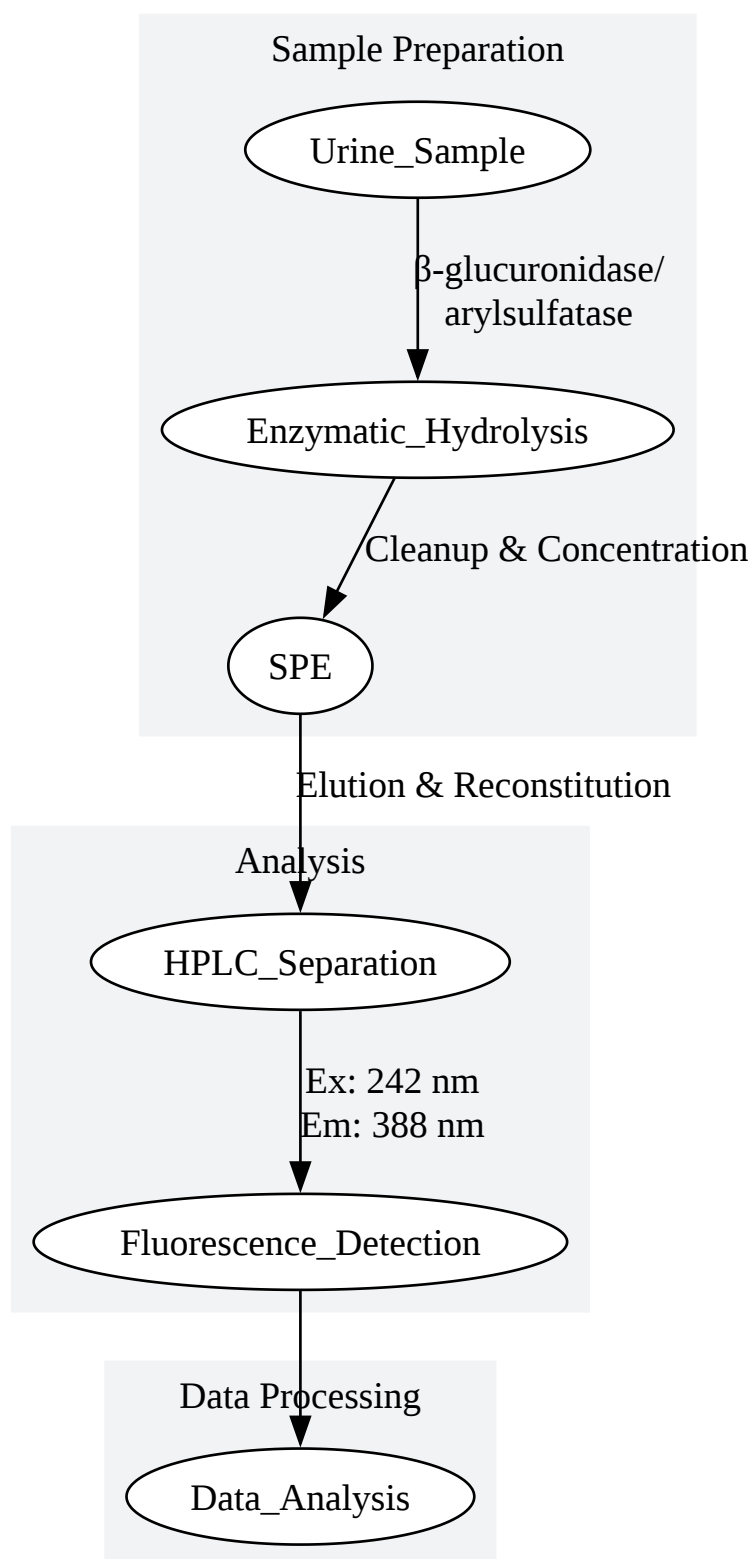 Sample Preparation
Urine_Sample
β-glucuronidase/
arylsulfatase
Enzymatic_Hydrolysis
Cleanup & Concentration
SPE
Elution & Reconstitution
Analysis
HPLC_Separation
Ex: 242 nm
Em: 388 nm
Fluorescence_Detection
Data Processing
Data_Analysis